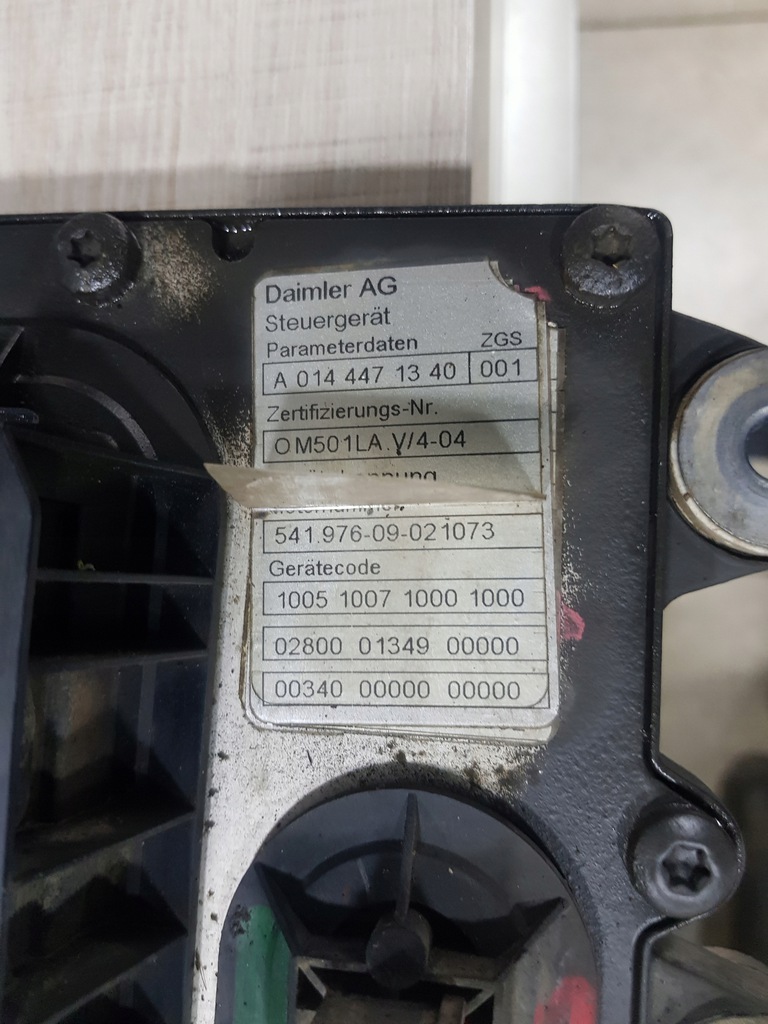 Daimler AG
Steuergerät
Parameterdaten ZGS
A 014 447 13 40 001
Zertifizierungs-Nr.
OM501LA.V/4-04
541.976-09-021073
Gerätecode
1005 1007 1000 1000
02800 01349 00000
00340 00000 00000